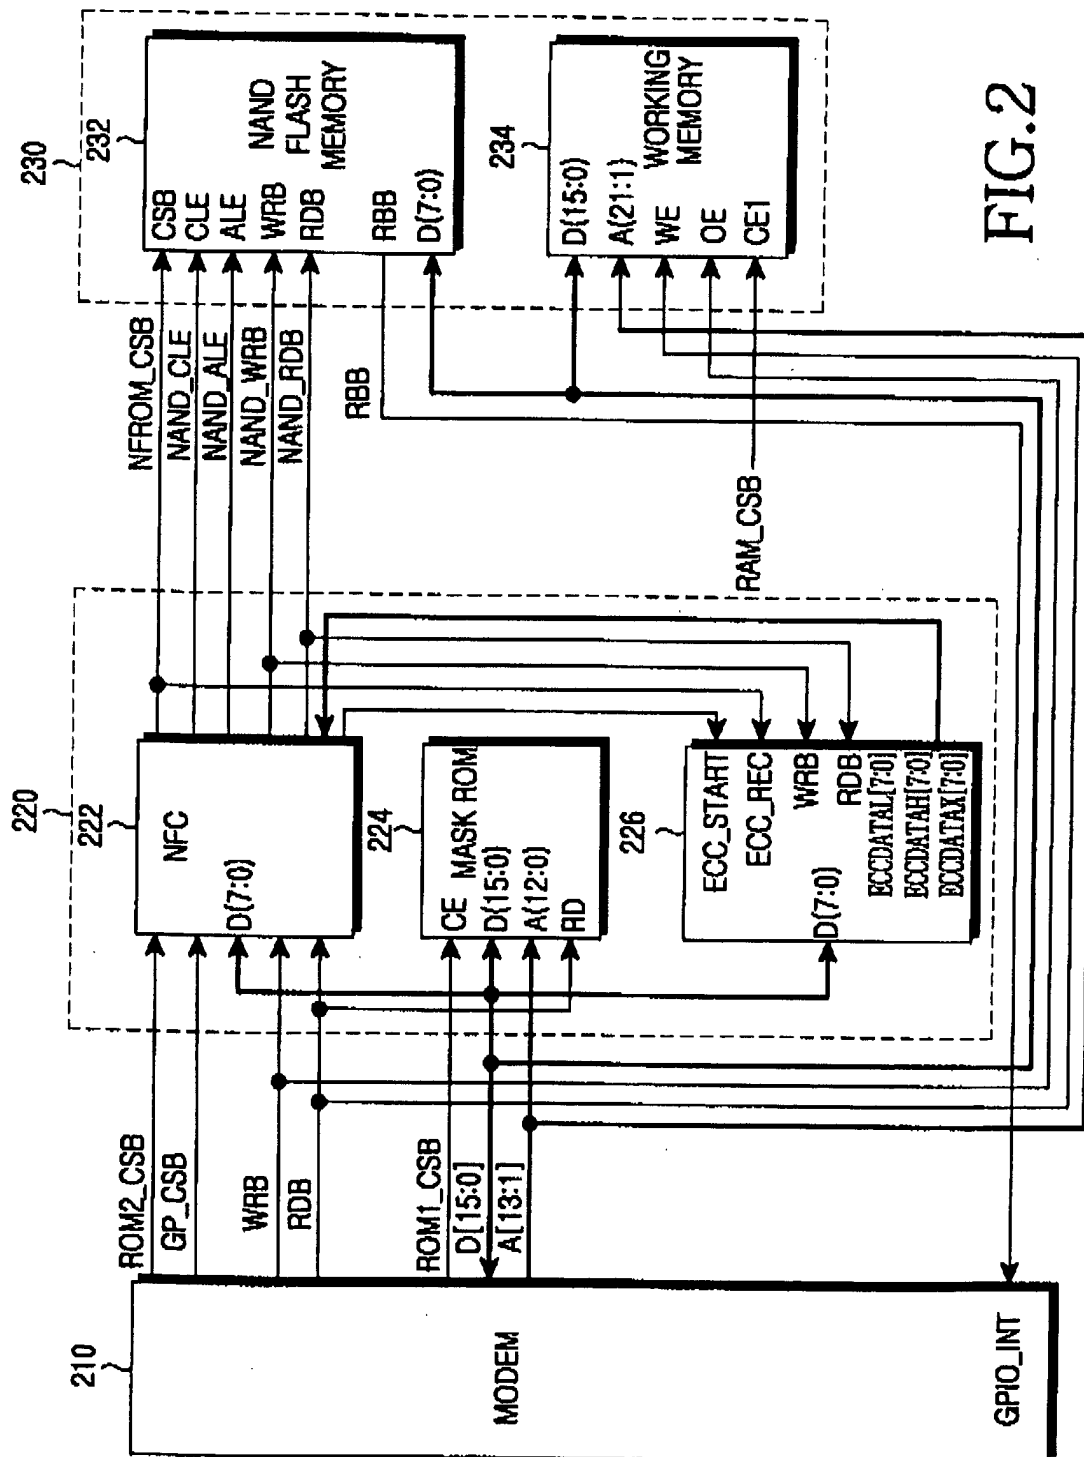 210
MODEM
GPIO_INT
ROM2_CSB
GP_CSB
WRB
RDB
ROM1_CSB
D[15:0]
A[13:1]
220
222
NFC
D(7:0)
224
CE
MASK ROM
D(15:0)
A(12:0)
RD
226
ECC_START
ECC_REC
WRB
D(7:0)
RDB
ECCDATAL[7:0]
ECCDATAH[7:0]
ECCDATAX[7:0]
NFROM_CSB
NAND_CLE
NAND_ALE
NAND_WRB
NAND_RDB
RBB
RAM_CSB
230
232
CSB
CLE
ALE
WRB
RDB
RBB
D(7:0)
NAND
FLASH
MEMORY
234
D(15:0)
A(21:1)
WE
OE
CE1
WORKING
MEMORY
FIG.2